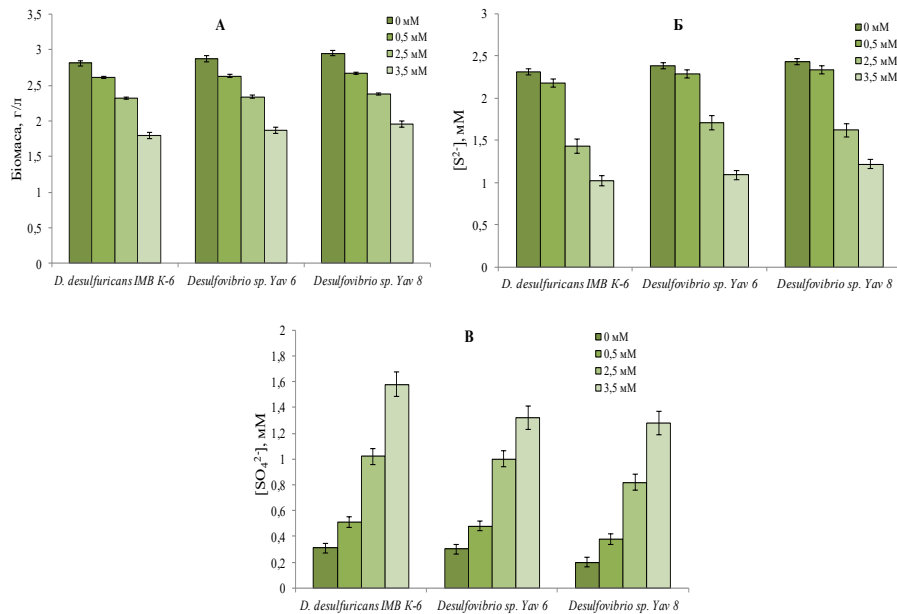 А
3,5
3
2,5
2
1,5
1
0,5
0
Біомаса, г/л
0 мМ
0,5 мМ
2,5 мМ
3,5 мМ
D. desulfuricans IMB K-6
Desulfovibrio sp. Yav 6
Desulfovibrio sp. Yav 8
Б
3
2,5
2
1,5
1
0,5
0
[S²⁻], мМ
0 мМ
0,5 мМ
2,5 мМ
3,5 мМ
D. desulfuricans IMB K-6
Desulfovibrio sp. Yav 6
Desulfovibrio sp. Yav 8
В
2
1,8
1,6
1,4
1,2
1
0,8
0,6
0,4
0,2
0
[SO₄²⁻], мМ
0 мМ
0,5 мМ
2,5 мМ
3,5 мМ
D. desulfuricans IMB K-6
Desulfovibrio sp. Yav 6
Desulfovibrio sp. Yav 8